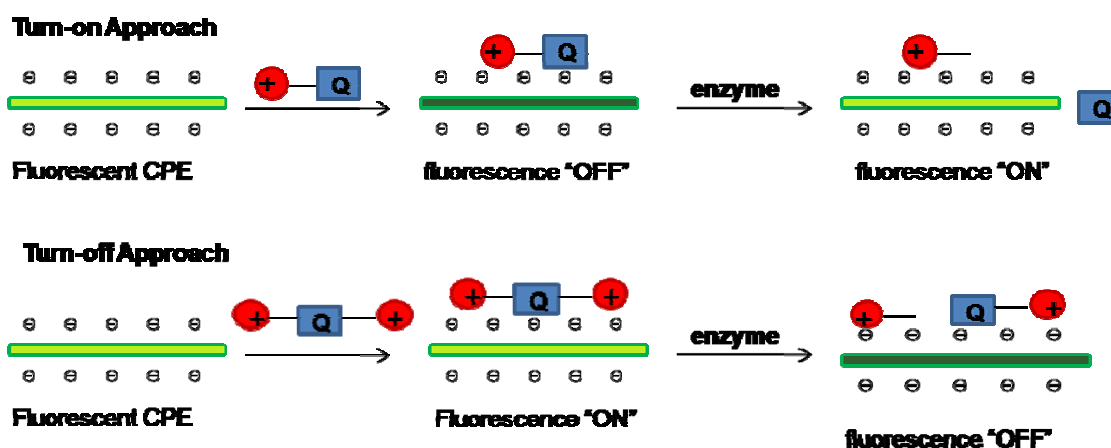 Turn-on Approach
+ Q
+ Q
enzyme
+
Q
Fluorescent CPE
fluorescence “OFF”
fluorescence “ON”
Turn-off Approach
+ Q +
+ Q +
enzyme
+ Q +
Fluorescent CPE
Fluorescence “ON”
fluorescence “OFF”